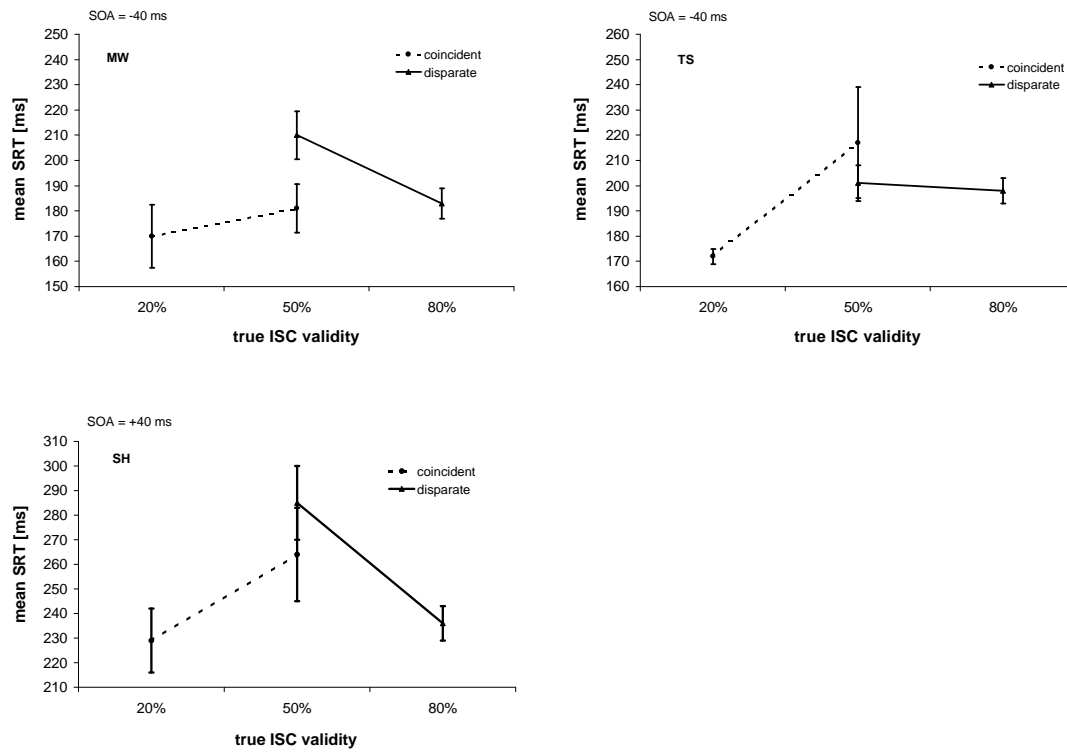 SOA = -40 ms
MW
coincident
disparate
mean SRT [ms]
250
240
230
220
210
200
190
180
170
160
150
20% 50% 80%
true ISC validity
SOA = -40 ms
TS
coincident
disparate
mean SRT [ms]
260
250
240
230
220
210
200
190
180
170
160
20% 50% 80%
true ISC validity
SOA = +40 ms
SH
coincident
disparate
mean SRT [ms]
310
300
290
280
270
260
250
240
230
220
210
20% 50% 80%
true ISC validity